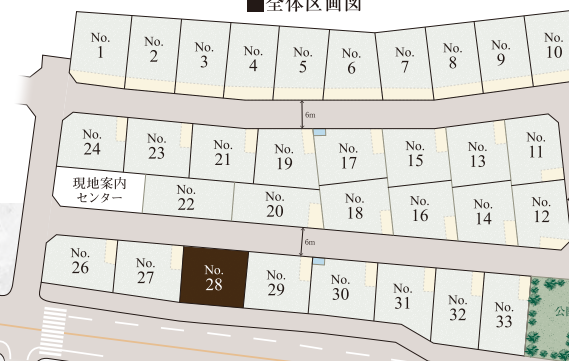 ■全体区画図
No.
1
No.
2
No.
3
No.
4
No.
5
No.
6
No.
7
No.
8
No.
9
No.
10
6m
No.
24
No.
23
No.
21
No.
19
No.
17
No.
15
No.
13
No.
11
現地案内
センター
No.
22
No.
20
No.
18
No.
16
No.
14
No.
12
6m
No.
26
No.
27
No.
28
No.
29
No.
30
No.
31
No.
32
No.
33
公